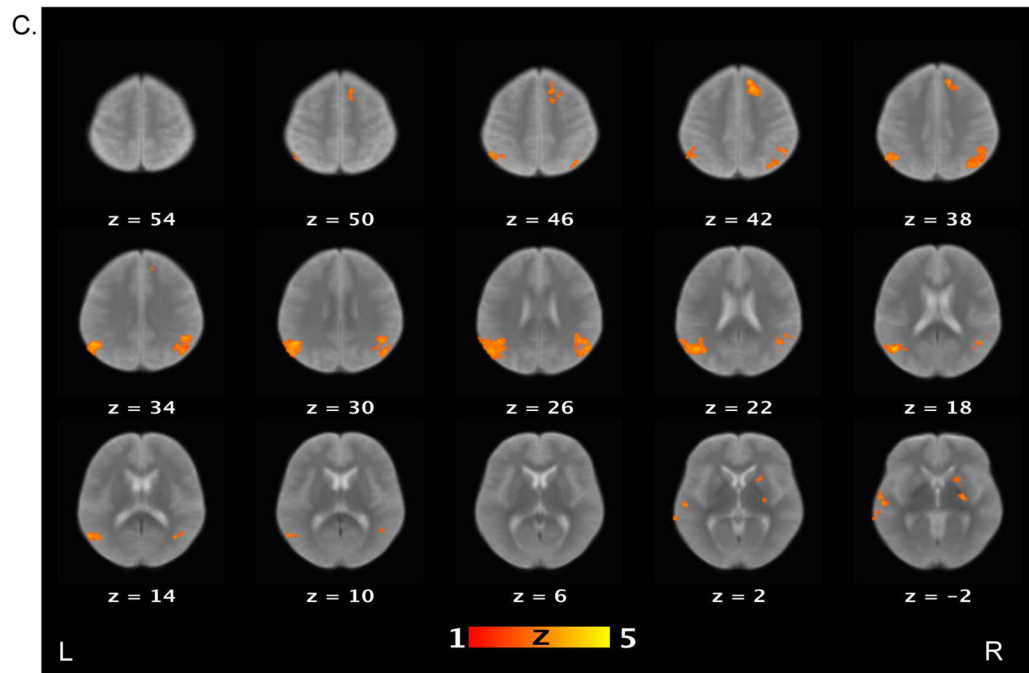 C.
z = 54
z = 50
z = 46
z = 42
z = 38
z = 34
z = 30
z = 26
z = 22
z = 18
z = 14
z = 10
z = 6
z = 2
z = –2
L
1 Z 5
R